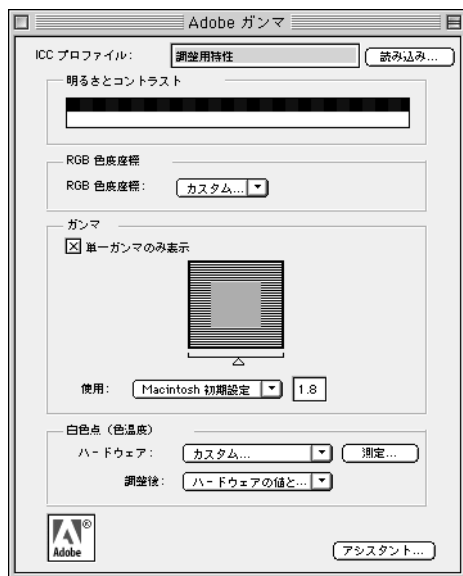 Adobe ガンマ
ICC プロファイル: 調整用特性 読み込み...
明るさとコントラスト
RGB 色度座標
RGB 色度座標: カスタム...
ガンマ
単一ガンマのみ表示
使用: Macintosh 初期設定 1.8
白色点（色温度）
ハードウェア: カスタム... 測定...
調整後: ハードウェアの値と...
Adobe ®
アシスタント...